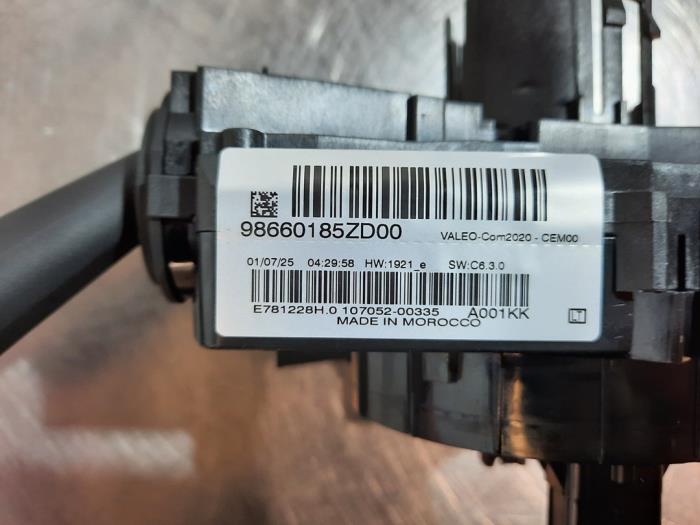 98660185ZD00 VALEO-Com2020 - CEM00
01/07/25 04:29:58 HW:1921_e SW:C6.3.0
E781228H.0 107052-00335 A001KK LT
MADE IN MOROCCO